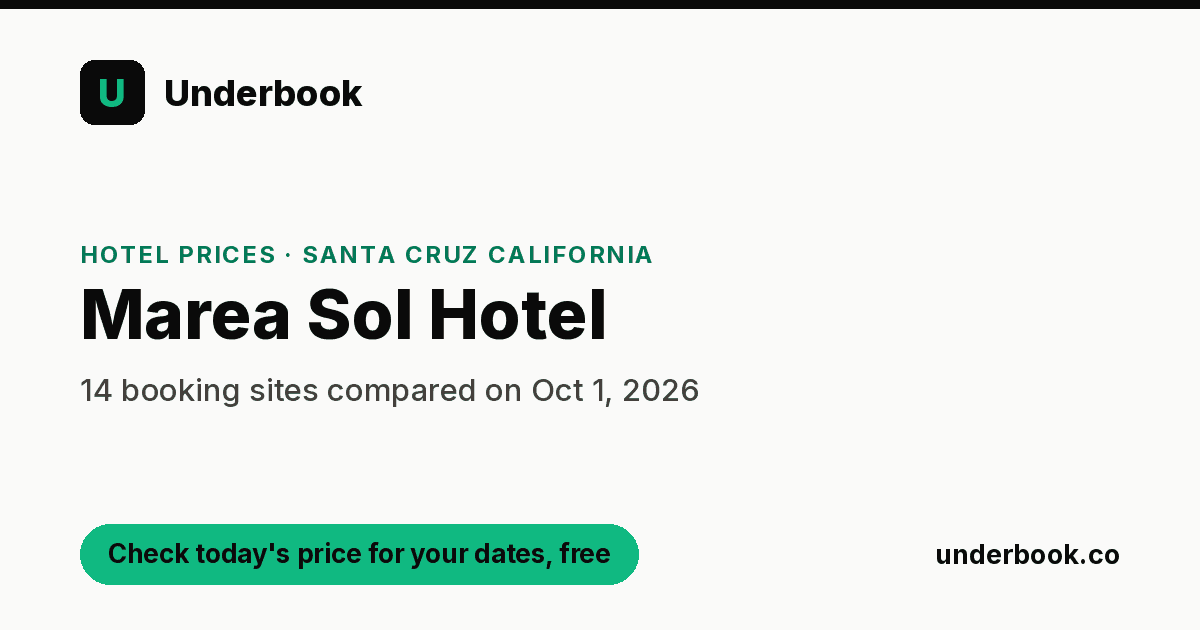 U Underbook
HOTEL PRICES · SANTA CRUZ CALIFORNIA
Marea Sol Hotel
14 booking sites compared on Oct 1, 2026
Check today's price for your dates, free
underbook.co